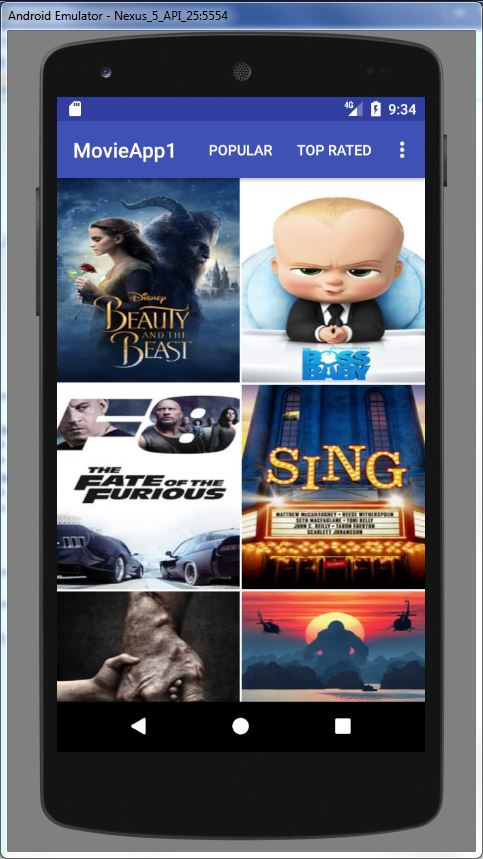 Android Emulator - Nexus_5_API_25:5554
4G
9:34
MovieApp1
POPULAR
TOP RATED
Disney
BEAUTY
AND THE
BEAST
THE
BOSS
BABY
F8
THE
FATE OF THE
FURIOUS
SING
MATTHEW McCONAUGHEY • REESE WITHERSPOON
SETH MACFARLANE • TORI KELLY
JOHN C. REILLY • TARON EGERTON
SCARLETT JOHANSSON